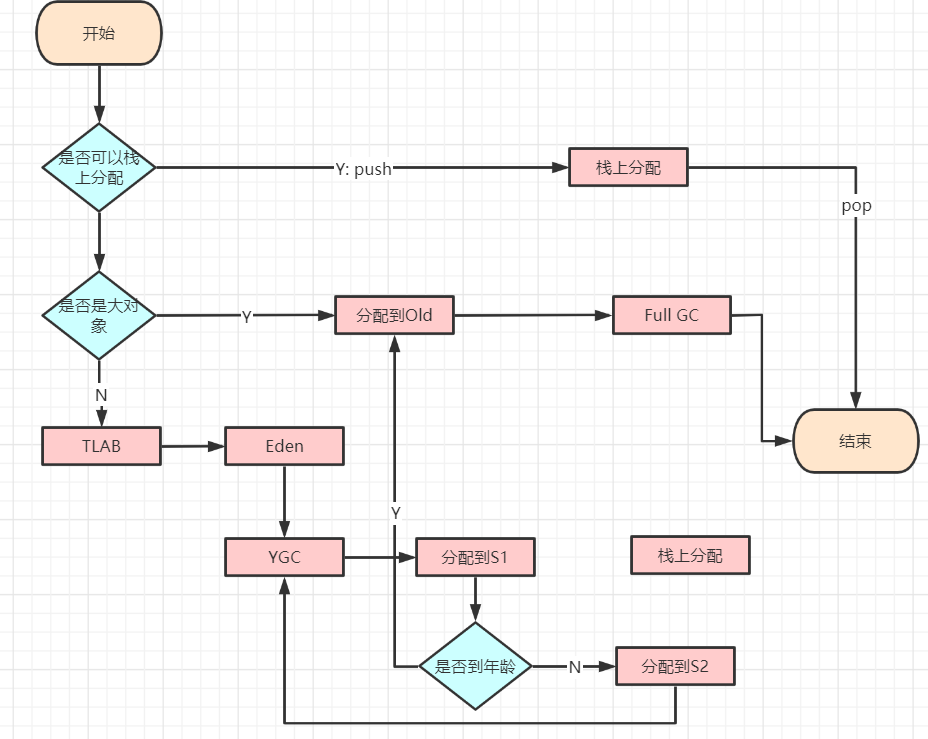 开始
是否可以栈
上分配
Y: push
栈上分配
pop
是否是大对
象
Y
分配到Old
Full GC
N
结束
TLAB
Eden
Y
YGC
分配到S1
栈上分配
是否到年龄
N
分配到S2